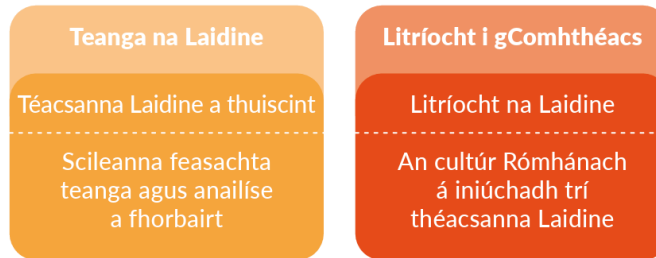 Teanga na Laidine
Téacsanna Laidine a thuiscint
Scileanna feasachta
teanga agus anailíse
a fhorbairt
Litríocht i gComhthéacs
Litríocht na Laidine
An cultúr Rómhánach
á iniúchadh trí
théacsanna Laidine